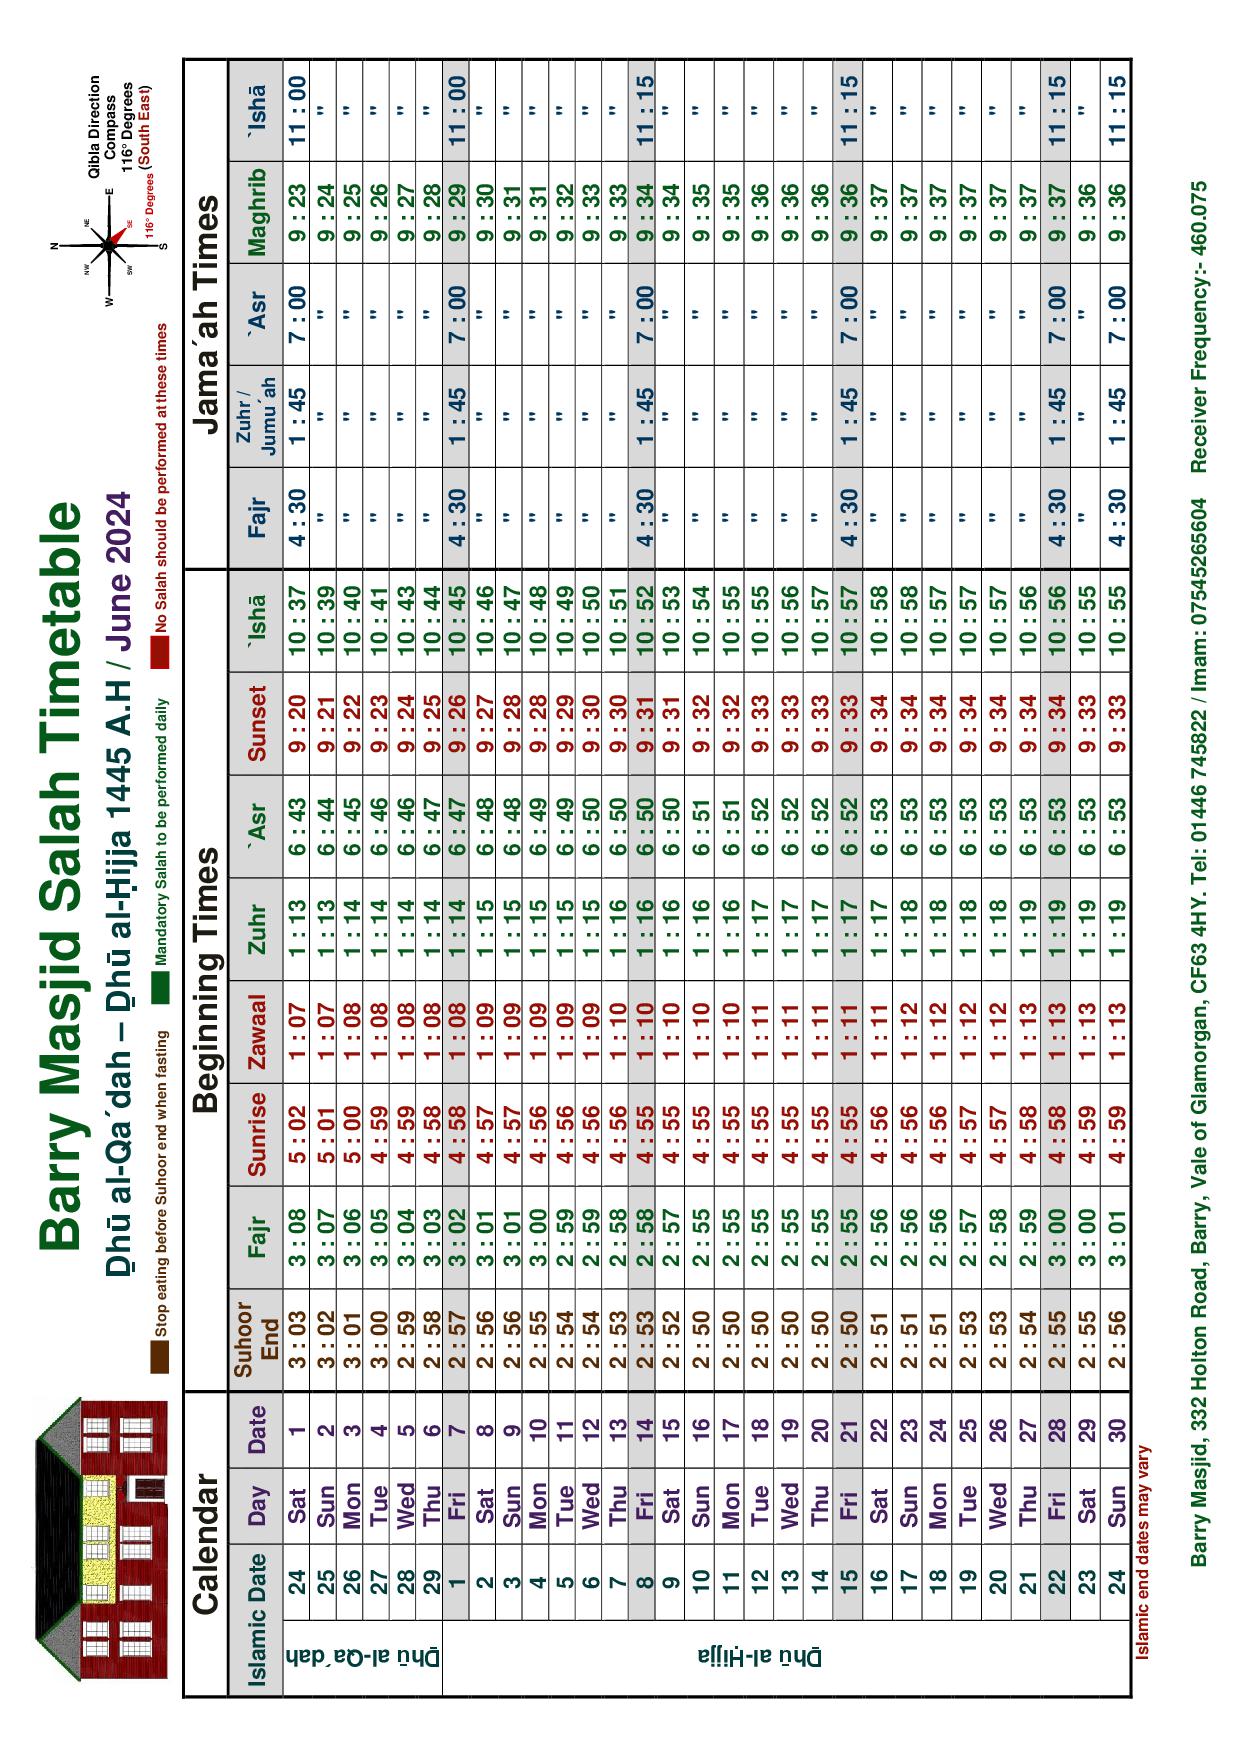 Barry Masjid Salah Timetable
Ḏhū al-Qa´dah – Ḏhū al-Ḥijja 1445 A.H / June 2024
Stop eating before Suhoor end when fasting Mandatory Salah to be performed daily No Salah should be performed at these times
N
NW NE
W E
SW SE
S
116° Degrees
Qibla Direction
Compass
116° Degrees
(South East)
Calendar Beginning Times Jama´ah Times
Islamic Date Day Date Suhoor End Fajr Sunrise Zawaal Zuhr `Asr Sunset `Ishā Fajr Zuhr / Jumu´ah `Asr Maghrib `Ishā
Ḏhū al-Qa´dah
24 Sat 1 3 : 03 3 : 08 5 : 02 1 : 07 1 : 13 6 : 43 9 : 20 10 : 37 4 : 30 1 : 45 7 : 00 9 : 23 11 : 00
25 Sun 2 3 : 02 3 : 07 5 : 01 1 : 07 1 : 13 6 : 44 9 : 21 10 : 39 " " " 9 : 24 "
26 Mon 3 3 : 01 3 : 06 5 : 00 1 : 08 1 : 14 6 : 45 9 : 22 10 : 40 " " " 9 : 25 "
27 Tue 4 3 : 00 3 : 05 4 : 59 1 : 08 1 : 14 6 : 46 9 : 23 10 : 41 " " " 9 : 26 "
28 Wed 5 2 : 59 3 : 04 4 : 59 1 : 08 1 : 14 6 : 46 9 : 24 10 : 43 " " " 9 : 27 "
29 Thu 6 2 : 58 3 : 03 4 : 58 1 : 08 1 : 14 6 : 47 9 : 25 10 : 44 " " " 9 : 28 "
Ḏhū al-Ḥijja
1 Fri 7 2 : 57 3 : 02 4 : 58 1 : 08 1 : 14 6 : 47 9 : 26 10 : 45 4 : 30 1 : 45 7 : 00 9 : 29 11 : 00
2 Sat 8 2 : 56 3 : 01 4 : 57 1 : 09 1 : 15 6 : 48 9 : 27 10 : 46 " " " 9 : 30 "
3 Sun 9 2 : 56 3 : 01 4 : 57 1 : 09 1 : 15 6 : 48 9 : 28 10 : 47 " " " 9 : 31 "
4 Mon 10 2 : 55 3 : 00 4 : 56 1 : 09 1 : 15 6 : 49 9 : 28 10 : 48 " " " 9 : 31 "
5 Tue 11 2 : 54 2 : 59 4 : 56 1 : 09 1 : 15 6 : 49 9 : 29 10 : 49 " " " 9 : 32 "
6 Wed 12 2 : 54 2 : 59 4 : 56 1 : 09 1 : 15 6 : 50 9 : 30 10 : 50 " " " 9 : 33 "
7 Thu 13 2 : 53 2 : 58 4 : 56 1 : 10 1 : 16 6 : 50 9 : 30 10 : 51 " " " 9 : 33 "
8 Fri 14 2 : 53 2 : 58 4 : 55 1 : 10 1 : 16 6 : 50 9 : 31 10 : 52 4 : 30 1 : 45 7 : 00 9 : 34 11 : 15
9 Sat 15 2 : 52 2 : 57 4 : 55 1 : 10 1 : 16 6 : 50 9 : 31 10 : 53 " " " 9 : 34 "
10 Sun 16 2 : 50 2 : 55 4 : 55 1 : 10 1 : 16 6 : 51 9 : 32 10 : 54 " " " 9 : 35 "
11 Mon 17 2 : 50 2 : 55 4 : 55 1 : 10 1 : 16 6 : 51 9 : 32 10 : 55 " " " 9 : 35 "
12 Tue 18 2 : 50 2 : 55 4 : 55 1 : 11 1 : 17 6 : 52 9 : 33 10 : 55 " " " 9 : 36 "
13 Wed 19 2 : 50 2 : 55 4 : 55 1 : 11 1 : 17 6 : 52 9 : 33 10 : 56 " " " 9 : 36 "
14 Thu 20 2 : 50 2 : 55 4 : 55 1 : 11 1 : 17 6 : 52 9 : 33 10 : 57 " " " 9 : 36 "
15 Fri 21 2 : 50 2 : 55 4 : 55 1 : 11 1 : 17 6 : 52 9 : 33 10 : 57 4 : 30 1 : 45 7 : 00 9 : 36 11 : 15
16 Sat 22 2 : 51 2 : 56 4 : 56 1 : 11 1 : 17 6 : 53 9 : 34 10 : 58 " " " 9 : 37 "
17 Sun 23 2 : 51 2 : 56 4 : 56 1 : 12 1 : 18 6 : 53 9 : 34 10 : 58 " " " 9 : 37 "
18 Mon 24 2 : 51 2 : 56 4 : 56 1 : 12 1 : 18 6 : 53 9 : 34 10 : 57 " " " 9 : 37 "
19 Tue 25 2 : 53 2 : 57 4 : 57 1 : 12 1 : 18 6 : 53 9 : 34 10 : 57 " " " 9 : 37 "
20 Wed 26 2 : 53 2 : 58 4 : 57 1 : 12 1 : 18 6 : 53 9 : 34 10 : 57 " " " 9 : 37 "
21 Thu 27 2 : 54 2 : 59 4 : 58 1 : 13 1 : 19 6 : 53 9 : 34 10 : 56 " " " 9 : 37 "
22 Fri 28 2 : 55 3 : 00 4 : 58 1 : 13 1 : 19 6 : 53 9 : 34 10 : 56 4 : 30 1 : 45 7 : 00 9 : 37 11 : 15
23 Sat 29 2 : 55 3 : 00 4 : 59 1 : 13 1 : 19 6 : 53 9 : 33 10 : 55 " " " 9 : 36 "
24 Sun 30 2 : 56 3 : 01 4 : 59 1 : 13 1 : 19 6 : 53 9 : 33 10 : 55 4 : 30 1 : 45 7 : 00 9 : 36 11 : 15
Islamic end dates may vary
Barry Masjid, 332 Holton Road, Barry, Vale of Glamorgan, CF63 4HY. Tel: 01446 745822 / Imam: 07545265604 Receiver Frequency:- 460.075